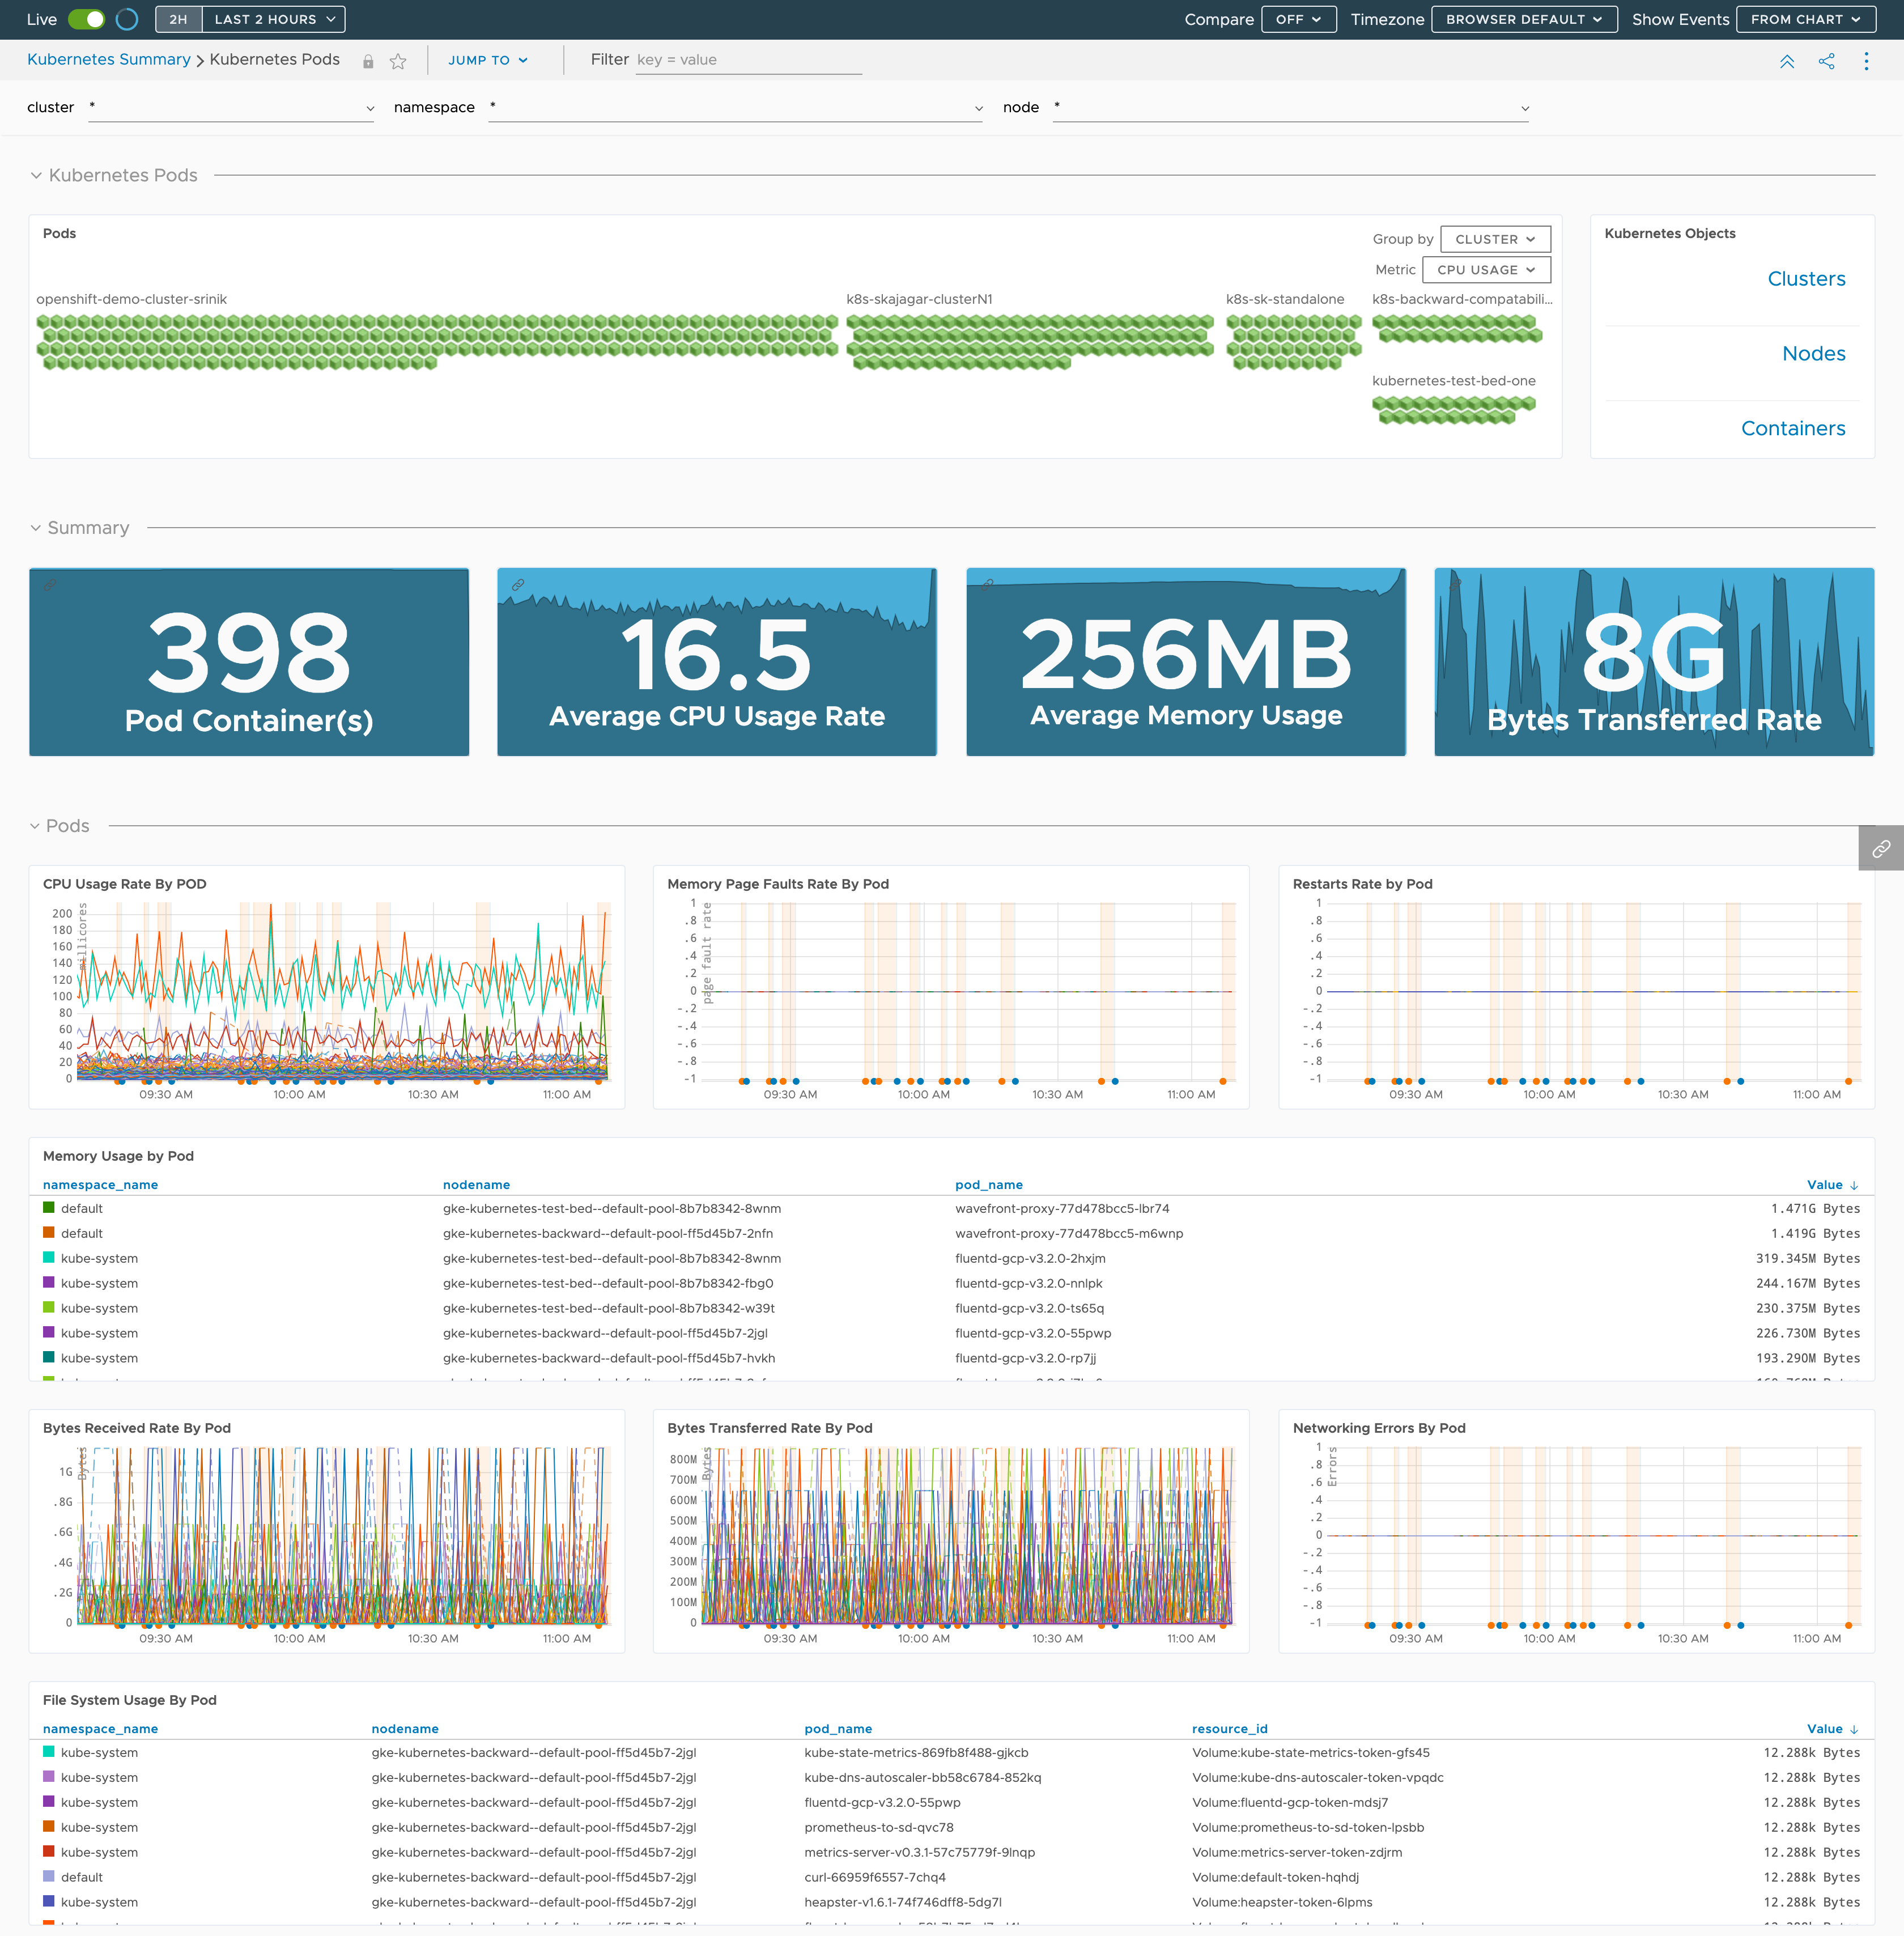 Live 2H LAST 2 HOURS Compare OFF Timezone BROWSER DEFAULT Show Events FROM CHART
Kubernetes Summary > Kubernetes Pods JUMP TO Filter key = value
cluster * namespace * node *
Kubernetes Pods
Pods
Group by CLUSTER
Metric CPU USAGE
openshift-demo-cluster-srinik k8s-skajagar-clusterN1 k8s-sk-standalone k8s-backward-compatabili...
kubernetes-test-bed-one
Kubernetes Objects
Clusters
Nodes
Containers
Summary
398
Pod Container(s)
16.5
Average CPU Usage Rate
256MB
Average Memory Usage
8G
Bytes Transferred Rate
Pods
CPU Usage Rate By POD
millicores
200
180
160
140
120
100
80
60
40
20
0
09:30 AM 10:00 AM 10:30 AM 11:00 AM
Memory Page Faults Rate By Pod
page fault rate
1
.8
.6
.4
.2
0
-.2
-.4
-.6
-.8
-1
09:30 AM 10:00 AM 10:30 AM 11:00 AM
Restarts Rate by Pod
1
.8
.6
.4
.2
0
-.2
-.4
-.6
-.8
-1
09:30 AM 10:00 AM 10:30 AM 11:00 AM
Memory Usage by Pod
namespace_name nodename pod_name Value ↓
default gke-kubernetes-test-bed--default-pool-8b7b8342-8wnm wavefront-proxy-77d478bcc5-lbr74 1.471G Bytes
default gke-kubernetes-backward--default-pool-ff5d45b7-2nfn wavefront-proxy-77d478bcc5-m6wnp 1.419G Bytes
kube-system gke-kubernetes-test-bed--default-pool-8b7b8342-8wnm fluentd-gcp-v3.2.0-2hxjm 319.345M Bytes
kube-system gke-kubernetes-test-bed--default-pool-8b7b8342-fbg0 fluentd-gcp-v3.2.0-nnlpk 244.167M Bytes
kube-system gke-kubernetes-test-bed--default-pool-8b7b8342-w39t fluentd-gcp-v3.2.0-ts65q 230.375M Bytes
kube-system gke-kubernetes-backward--default-pool-ff5d45b7-2jgl fluentd-gcp-v3.2.0-55pwp 226.730M Bytes
kube-system gke-kubernetes-backward--default-pool-ff5d45b7-hvkh fluentd-gcp-v3.2.0-rp7jj 193.290M Bytes
Bytes Received Rate By Pod
Bytes
1G
.8G
.6G
.4G
.2G
0
09:30 AM 10:00 AM 10:30 AM 11:00 AM
Bytes Transferred Rate By Pod
Bytes
800M
700M
600M
500M
400M
300M
200M
100M
0
09:30 AM 10:00 AM 10:30 AM 11:00 AM
Networking Errors By Pod
Errors
1
.8
.6
.4
.2
0
-.2
-.4
-.6
-.8
-1
09:30 AM 10:00 AM 10:30 AM 11:00 AM
File System Usage By Pod
namespace_name nodename pod_name resource_id Value ↓
kube-system gke-kubernetes-backward--default-pool-ff5d45b7-2jgl kube-state-metrics-869fb8f488-gjkcb Volume:kube-state-metrics-token-gfs45 12.288k Bytes
kube-system gke-kubernetes-backward--default-pool-ff5d45b7-2jgl kube-dns-autoscaler-bb58c6784-852kq Volume:kube-dns-autoscaler-token-vpqdc 12.288k Bytes
kube-system gke-kubernetes-backward--default-pool-ff5d45b7-2jgl fluentd-gcp-v3.2.0-55pwp Volume:fluentd-gcp-token-mdsj7 12.288k Bytes
kube-system gke-kubernetes-backward--default-pool-ff5d45b7-2jgl prometheus-to-sd-qvc78 Volume:prometheus-to-sd-token-lpsbb 12.288k Bytes
kube-system gke-kubernetes-backward--default-pool-ff5d45b7-2jgl metrics-server-v0.3.1-57c75779f-9lnqp Volume:metrics-server-token-zdjrm 12.288k Bytes
default gke-kubernetes-backward--default-pool-ff5d45b7-2jgl curl-66959f6557-7chq4 Volume:default-token-hqhdj 12.288k Bytes
kube-system gke-kubernetes-backward--default-pool-ff5d45b7-2jgl heapster-v1.6.1-74f746dff8-5dg7l Volume:heapster-token-6lpms 12.288k Bytes